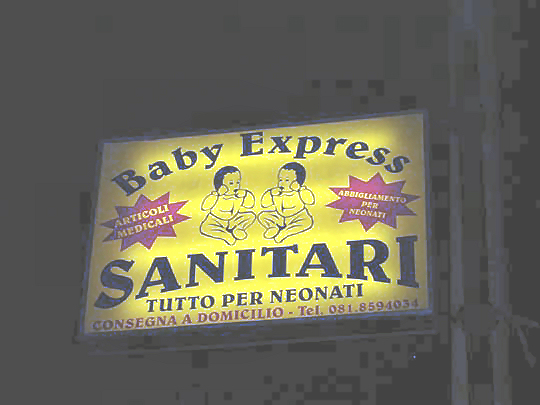 Baby Express
ARTICOLI
MEDICALI
ABBIGLIAMENTO
PER
NEONATI
SANITARI
TUTTO PER NEONATI
CONSEGNA A DOMICILIO - Tel. 081.8594034